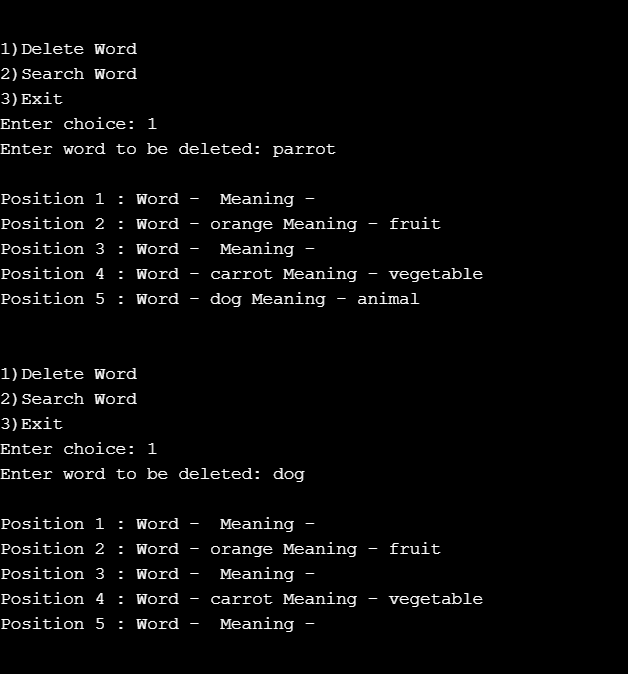 1)Delete Word
2)Search Word
3)Exit
Enter choice: 1
Enter word to be deleted: parrot
Position 1 : Word -  Meaning -
Position 2 : Word - orange Meaning - fruit
Position 3 : Word -  Meaning -
Position 4 : Word - carrot Meaning - vegetable
Position 5 : Word - dog Meaning - animal
1)Delete Word
2)Search Word
3)Exit
Enter choice: 1
Enter word to be deleted: dog
Position 1 : Word -  Meaning -
Position 2 : Word - orange Meaning - fruit
Position 3 : Word -  Meaning -
Position 4 : Word - carrot Meaning - vegetable
Position 5 : Word -  Meaning -